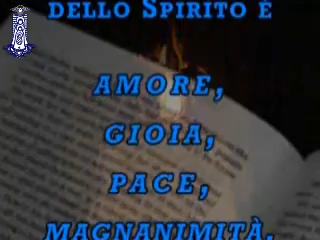 DELLO SPIRITO È
AMORE,
GIOIA,
PACE,
MAGNANIMITÀ,